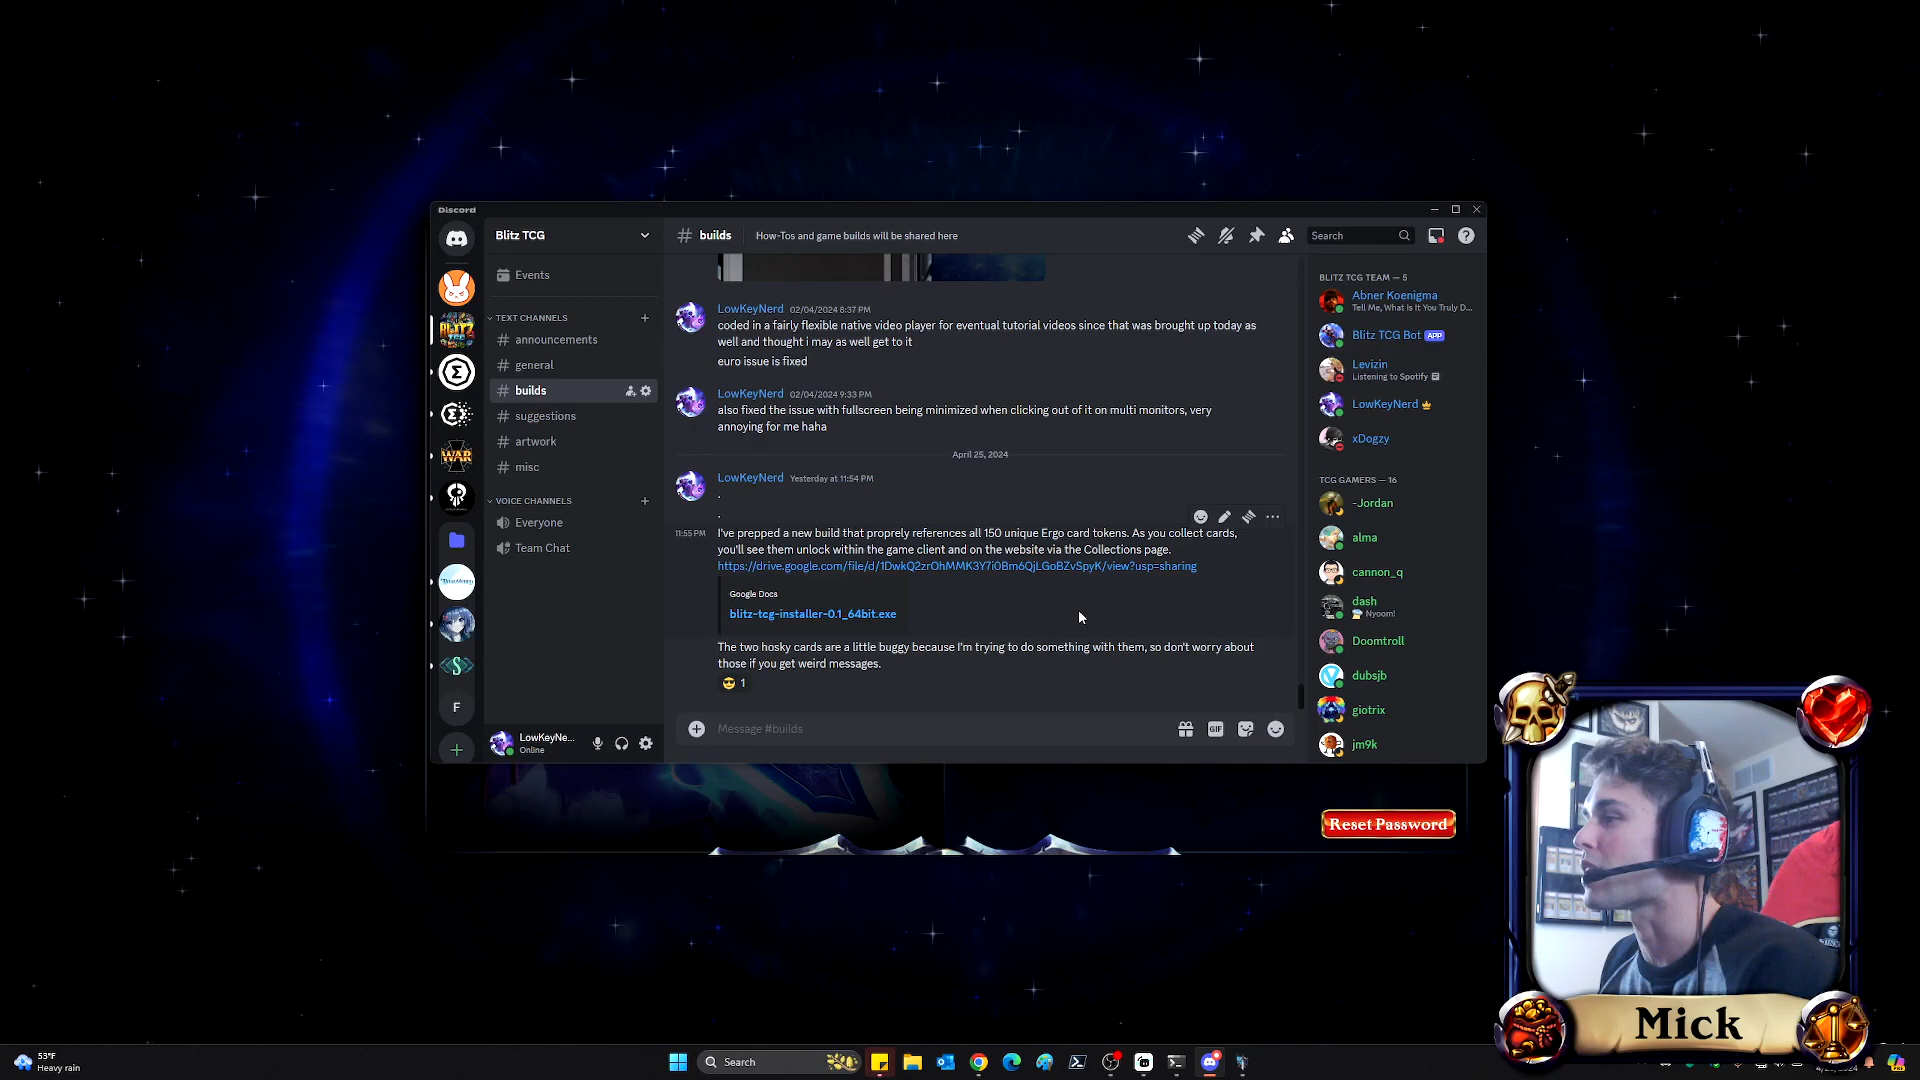 Discord
Blitz TCG
Events
TEXT CHANNELS
announcements
general
builds
suggestions
artwork
misc
VOICE CHANNELS
Everyone
Team Chat
LowKeyNe...
Online
F
BLITZ TCG
WAR
builds
How-Tos and game builds will be shared here
Search
LowKeyNerd 02/04/2024 8:37 PM
coded in a fairly flexible native video player for eventual tutorial videos since that was brought up today as
well and thought i may as well get to it
euro issue is fixed
LowKeyNerd 02/04/2024 9:33 PM
also fixed the issue with fullscreen being minimized when clicking out of it on multi monitors, very
annoying for me haha
April 25, 2024
LowKeyNerd Yesterday at 11:54 PM
.
.
11:55 PM I've prepped a new build that proprely references all 150 unique Ergo card tokens. As you collect cards,
you'll see them unlock within the game client and on the website via the Collections page.
https://drive.google.com/file/d/1DwkQ2zrOhMMK3Y7i0Bm6QjLGoBZvSpyK/view?usp=sharing
Google Docs
blitz-tcg-installer-0.1_64bit.exe
The two hosky cards are a little buggy because I'm trying to do something with them, so don't worry about
those if you get weird messages.
1
Message #builds
GIF
BLITZ TCG TEAM — 5
Abner Koenigma
Tell Me, What Is It You Truly D...
Blitz TCG Bot APP
Levizin
Listening to Spotify
LowKeyNerd
xDogzy
TCG GAMERS — 16
-Jordan
alma
cannon_q
dash
Nyoom!
Doomtroll
dubsjb
giotrix
jm9k
Reset Password
Mick
53°F
Heavy rain
Search